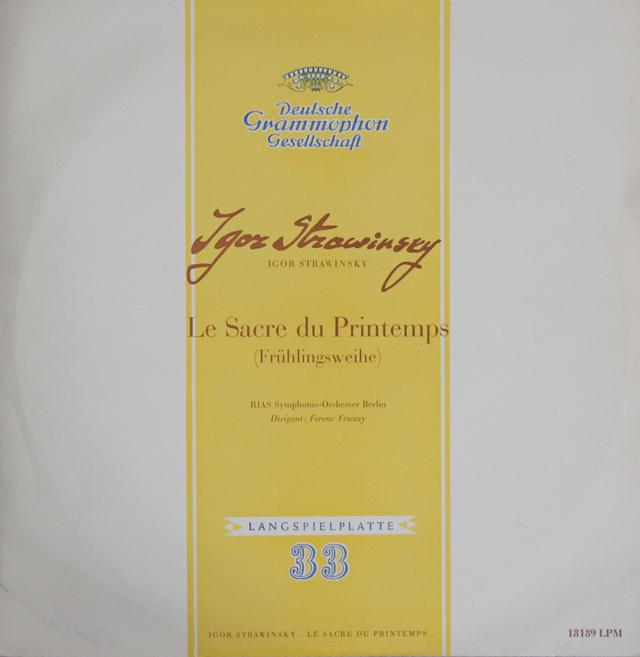 Deutsche
Grammophon
Gesellschaft
Igor Strawinsky
IGOR STRAWINSKY
Le Sacre du Printemps
(Frühlingsweihe)
RIAS Symphonie-Orchester Berlin
Dirigent: Ferenc Fricsay
LANGSPIELPLATTE
33
IGOR STRAWINSKY · LE SACRE DU PRINTEMPS
18189 LPM